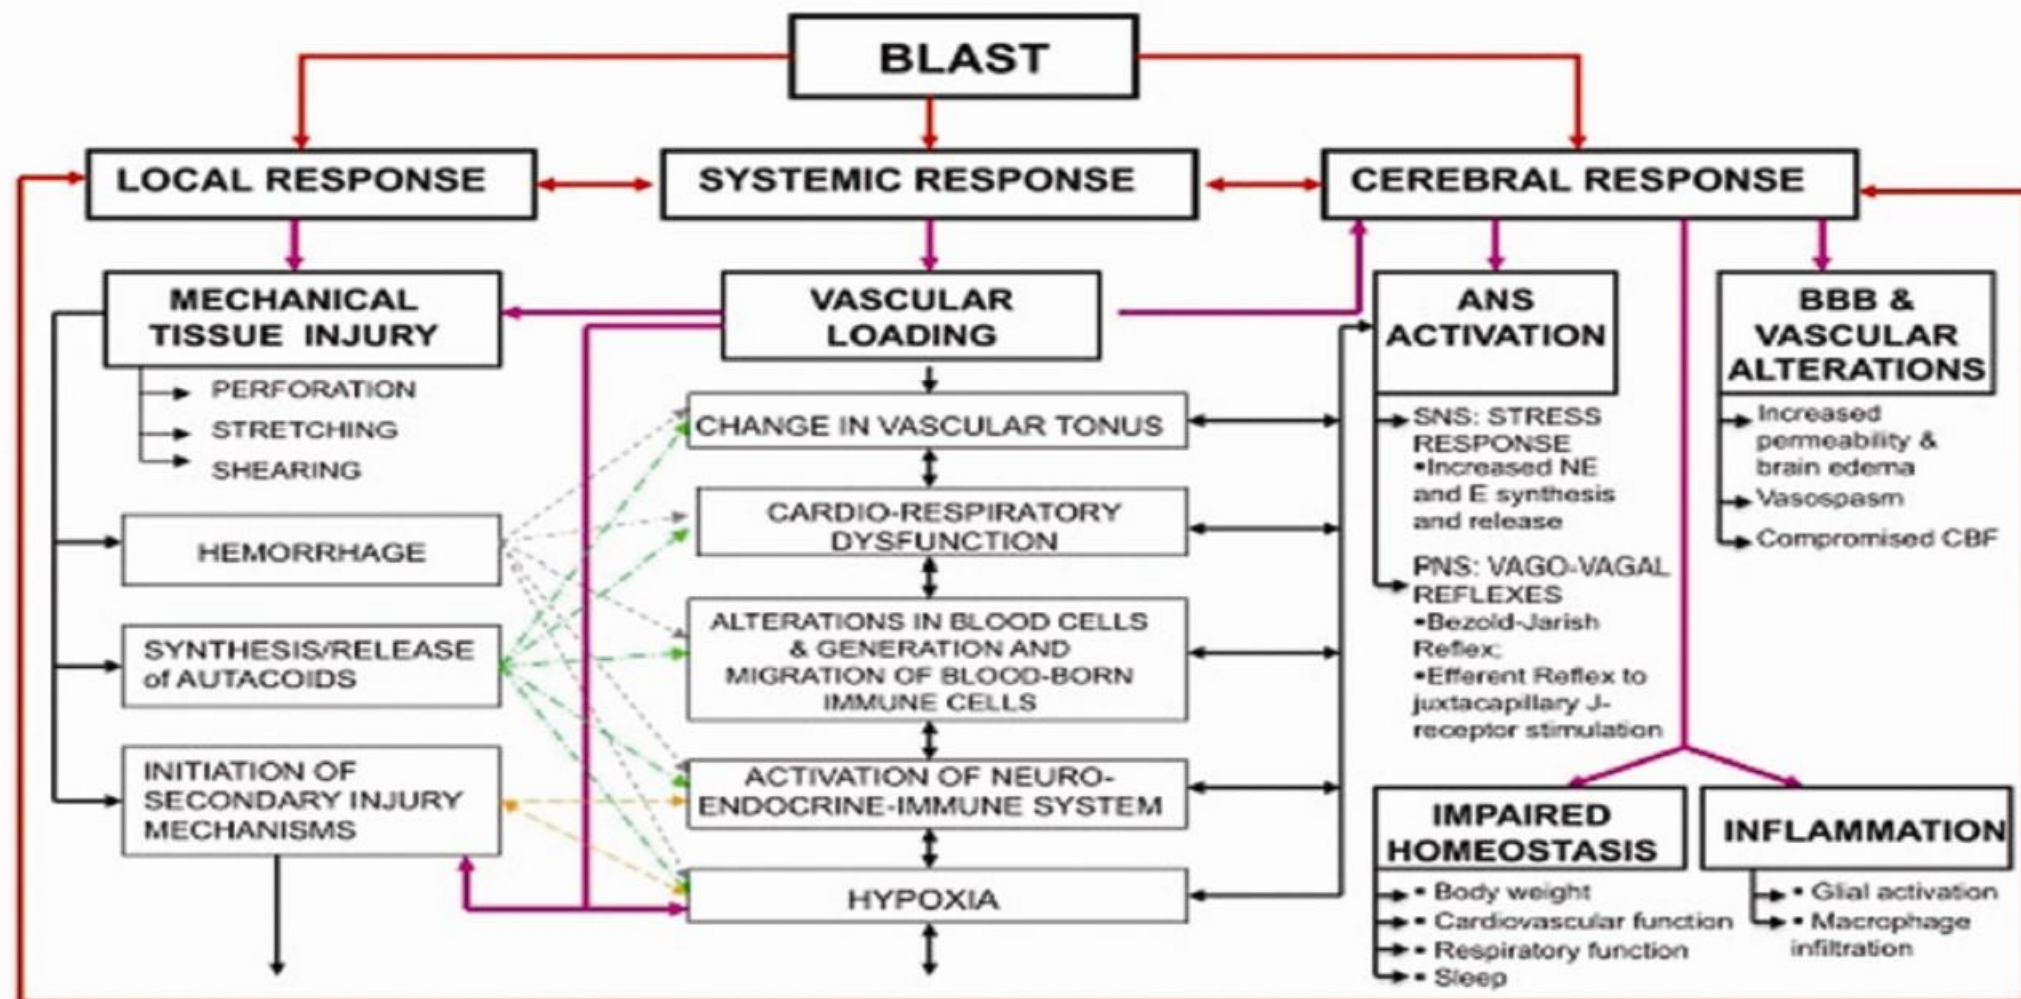 BLAST
LOCAL RESPONSE
SYSTEMIC RESPONSE
CEREBRAL RESPONSE
MECHANICAL
TISSUE INJURY
PERFORATION
STRETCHING
SHEARING
HEMORRHAGE
SYNTHESIS/RELEASE
of AUTACOIDS
INITIATION OF
SECONDARY INJURY
MECHANISMS
VASCULAR
LOADING
CHANGE IN VASCULAR TONUS
CARDIO-RESPIRATORY
DYSFUNCTION
ALTERATIONS IN BLOOD CELLS
& GENERATION AND
MIGRATION OF BLOOD-BORN
IMMUNE CELLS
ACTIVATION OF NEURO-
ENDOCRINE-IMMUNE SYSTEM
HYPOXIA
ANS
ACTIVATION
SNS: STRESS
RESPONSE
•Increased NE
and E synthesis
and release
PNS: VAGO-VAGAL
REFLEXES
•Bezold-Jarish
Reflex;
•Efferent Reflex to
juxtacapillary J-
receptor stimulation
BBB &
VASCULAR
ALTERATIONS
Increased
permeability &
brain edema
Vasospasm
Compromised CBF
IMPAIRED
HOMEOSTASIS
▪ Body weight
▪ Cardiovascular function
▪ Respiratory function
▪ Sleep
INFLAMMATION
▪ Glial activation
▪ Macrophage
infiltration